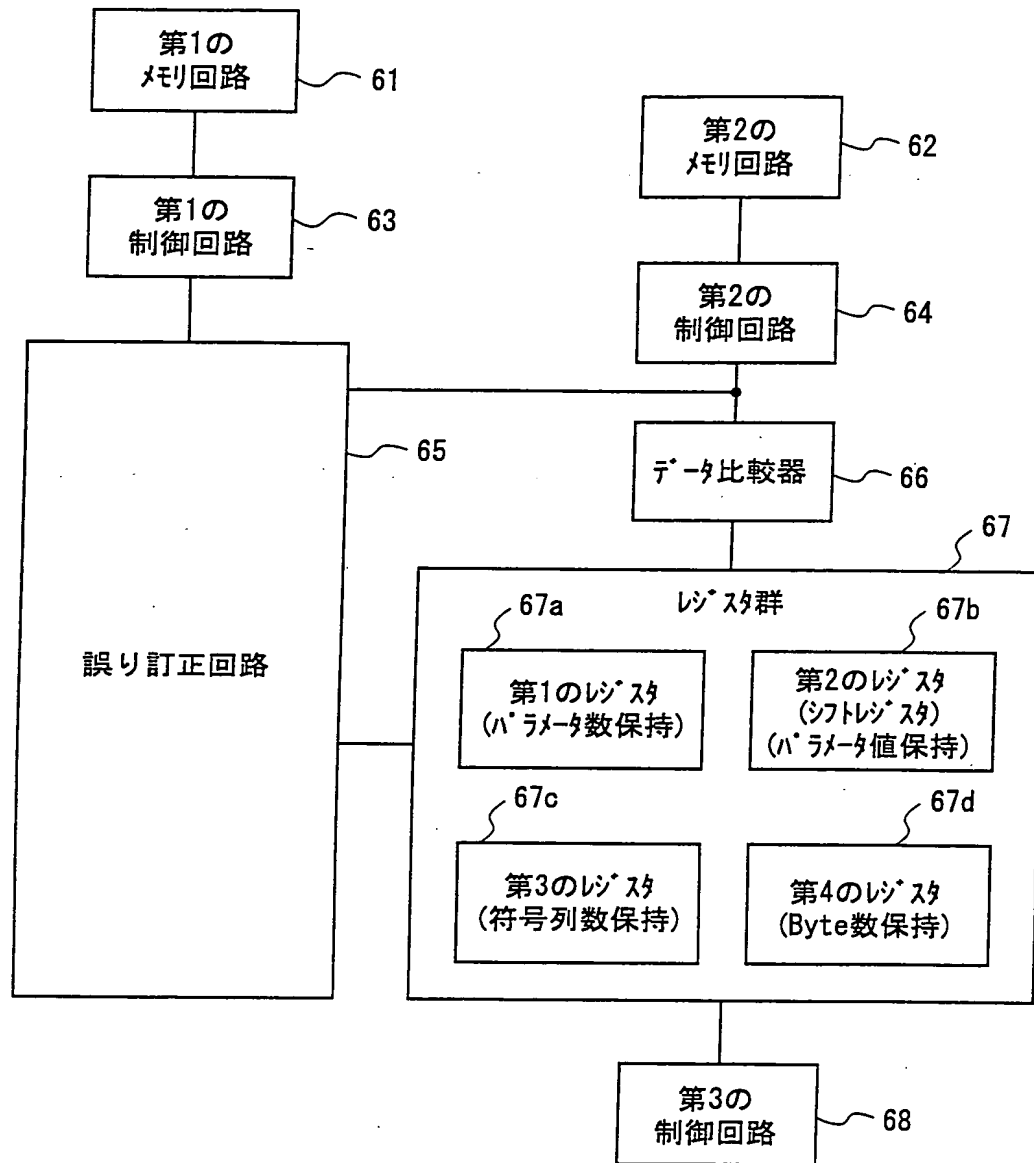 第1の
ﾒﾓﾘ回路
61
第2の
ﾒﾓﾘ回路
62
第1の
制御回路
63
第2の
制御回路
64
65
ﾃﾞｰﾀ比較器
66
67
ﾚｼﾞｽﾀ群
67a
67b
誤り訂正回路
第1のﾚｼﾞｽﾀ
(ﾊﾟﾗﾒｰﾀ数保持)
第2のﾚｼﾞｽﾀ
(ｼﾌﾄﾚｼﾞｽﾀ)
(ﾊﾟﾗﾒｰﾀ値保持)
67c
67d
第3のﾚｼﾞｽﾀ
(符号列数保持)
第4のﾚｼﾞｽﾀ
(Byte数保持)
第3の
制御回路
68